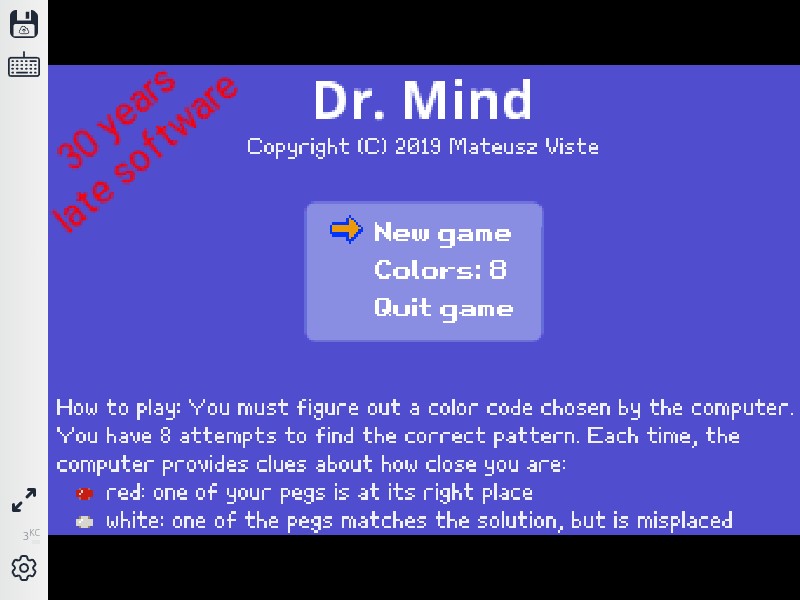 30 years
late software
Dr. Mind
Copyright (C) 2019 Mateusz Viste
New game
Colors: 8
Quit game
How to play: You must figure out a color code chosen by the computer.
You have 8 attempts to find the correct pattern. Each time, the
computer provides clues about how close you are:
red: one of your pegs is at its right place
white: one of the pegs matches the solution, but is misplaced
3KC